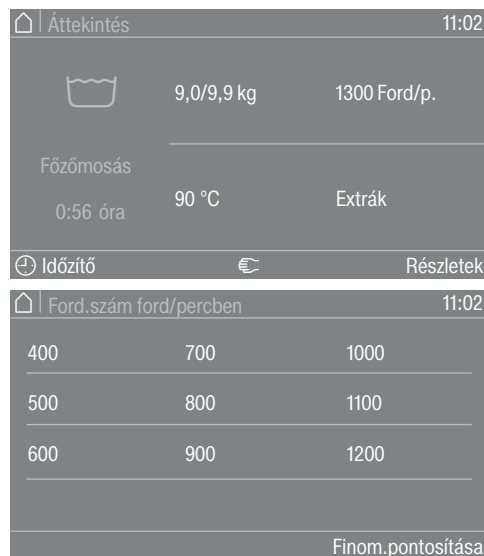 Áttekintés 11:02
9,0/9,9 kg 1300 Ford/p.
Főzőmosás
0:56 óra
90 °C Extrák
Időzítő Részletek
Ford.szám ford/percben 11:02
400 700 1000
500 800 1100
600 900 1200
Finom.pontosítása